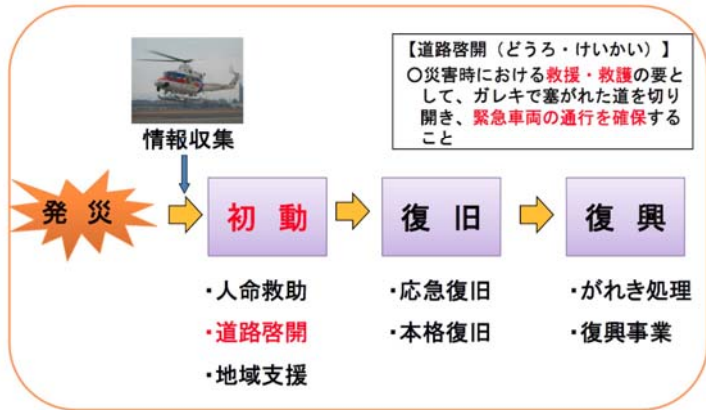 【道路啓開（どうろ・けいかい）】
○災害時における救援・救護の要と
して、ガレキで塞がれた道を切り
開き、緊急車両の通行を確保する
こと
情報収集
発 災
初 動
復 旧
復 興
・人命救助
・道路啓開
・地域支援
・応急復旧
・本格復旧
・がれき処理
・復興事業